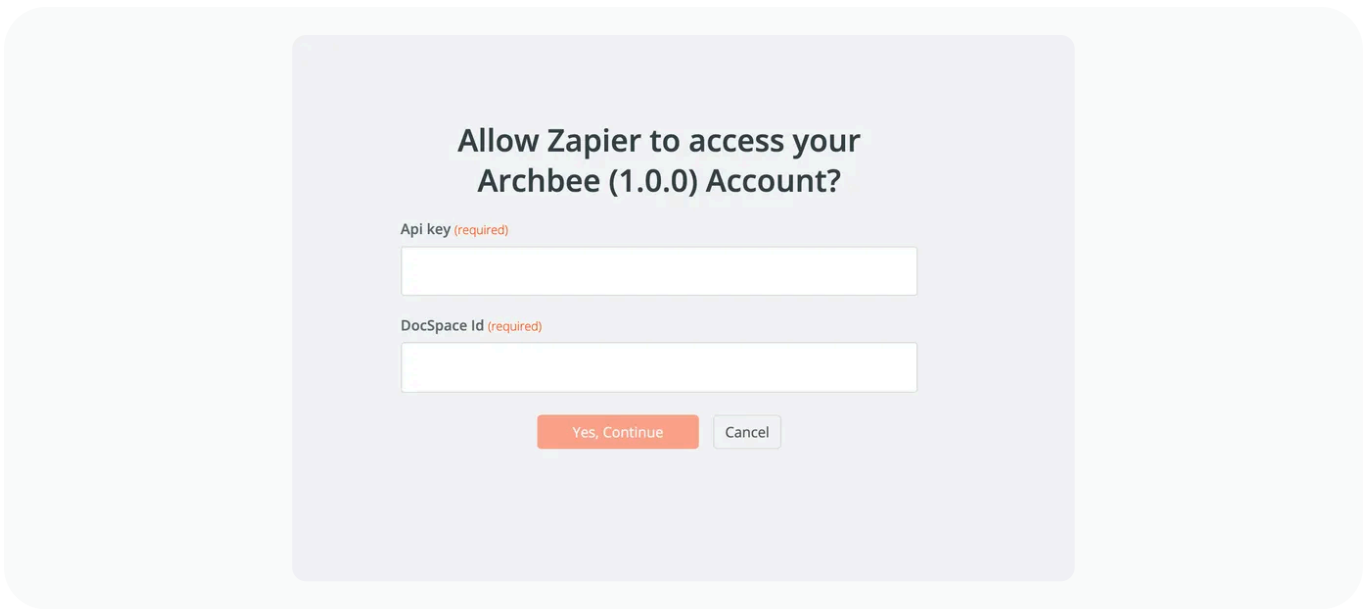 Allow Zapier to access your
Archbee (1.0.0) Account?
Api key (required)
DocSpace Id (required)
Yes, Continue Cancel